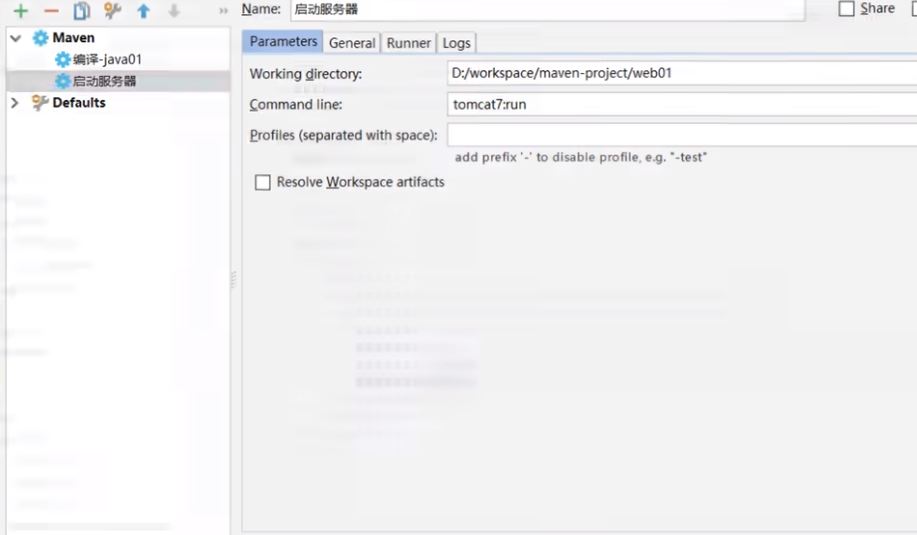 Name: 启动服务器 Share
Maven
编译-java01
启动服务器
Defaults
Parameters General Runner Logs
Working directory: D:/workspace/maven-project/web01
Command line: tomcat7:run
Profiles (separated with space):
add prefix '-' to disable profile, e.g. "-test"
Resolve Workspace artifacts